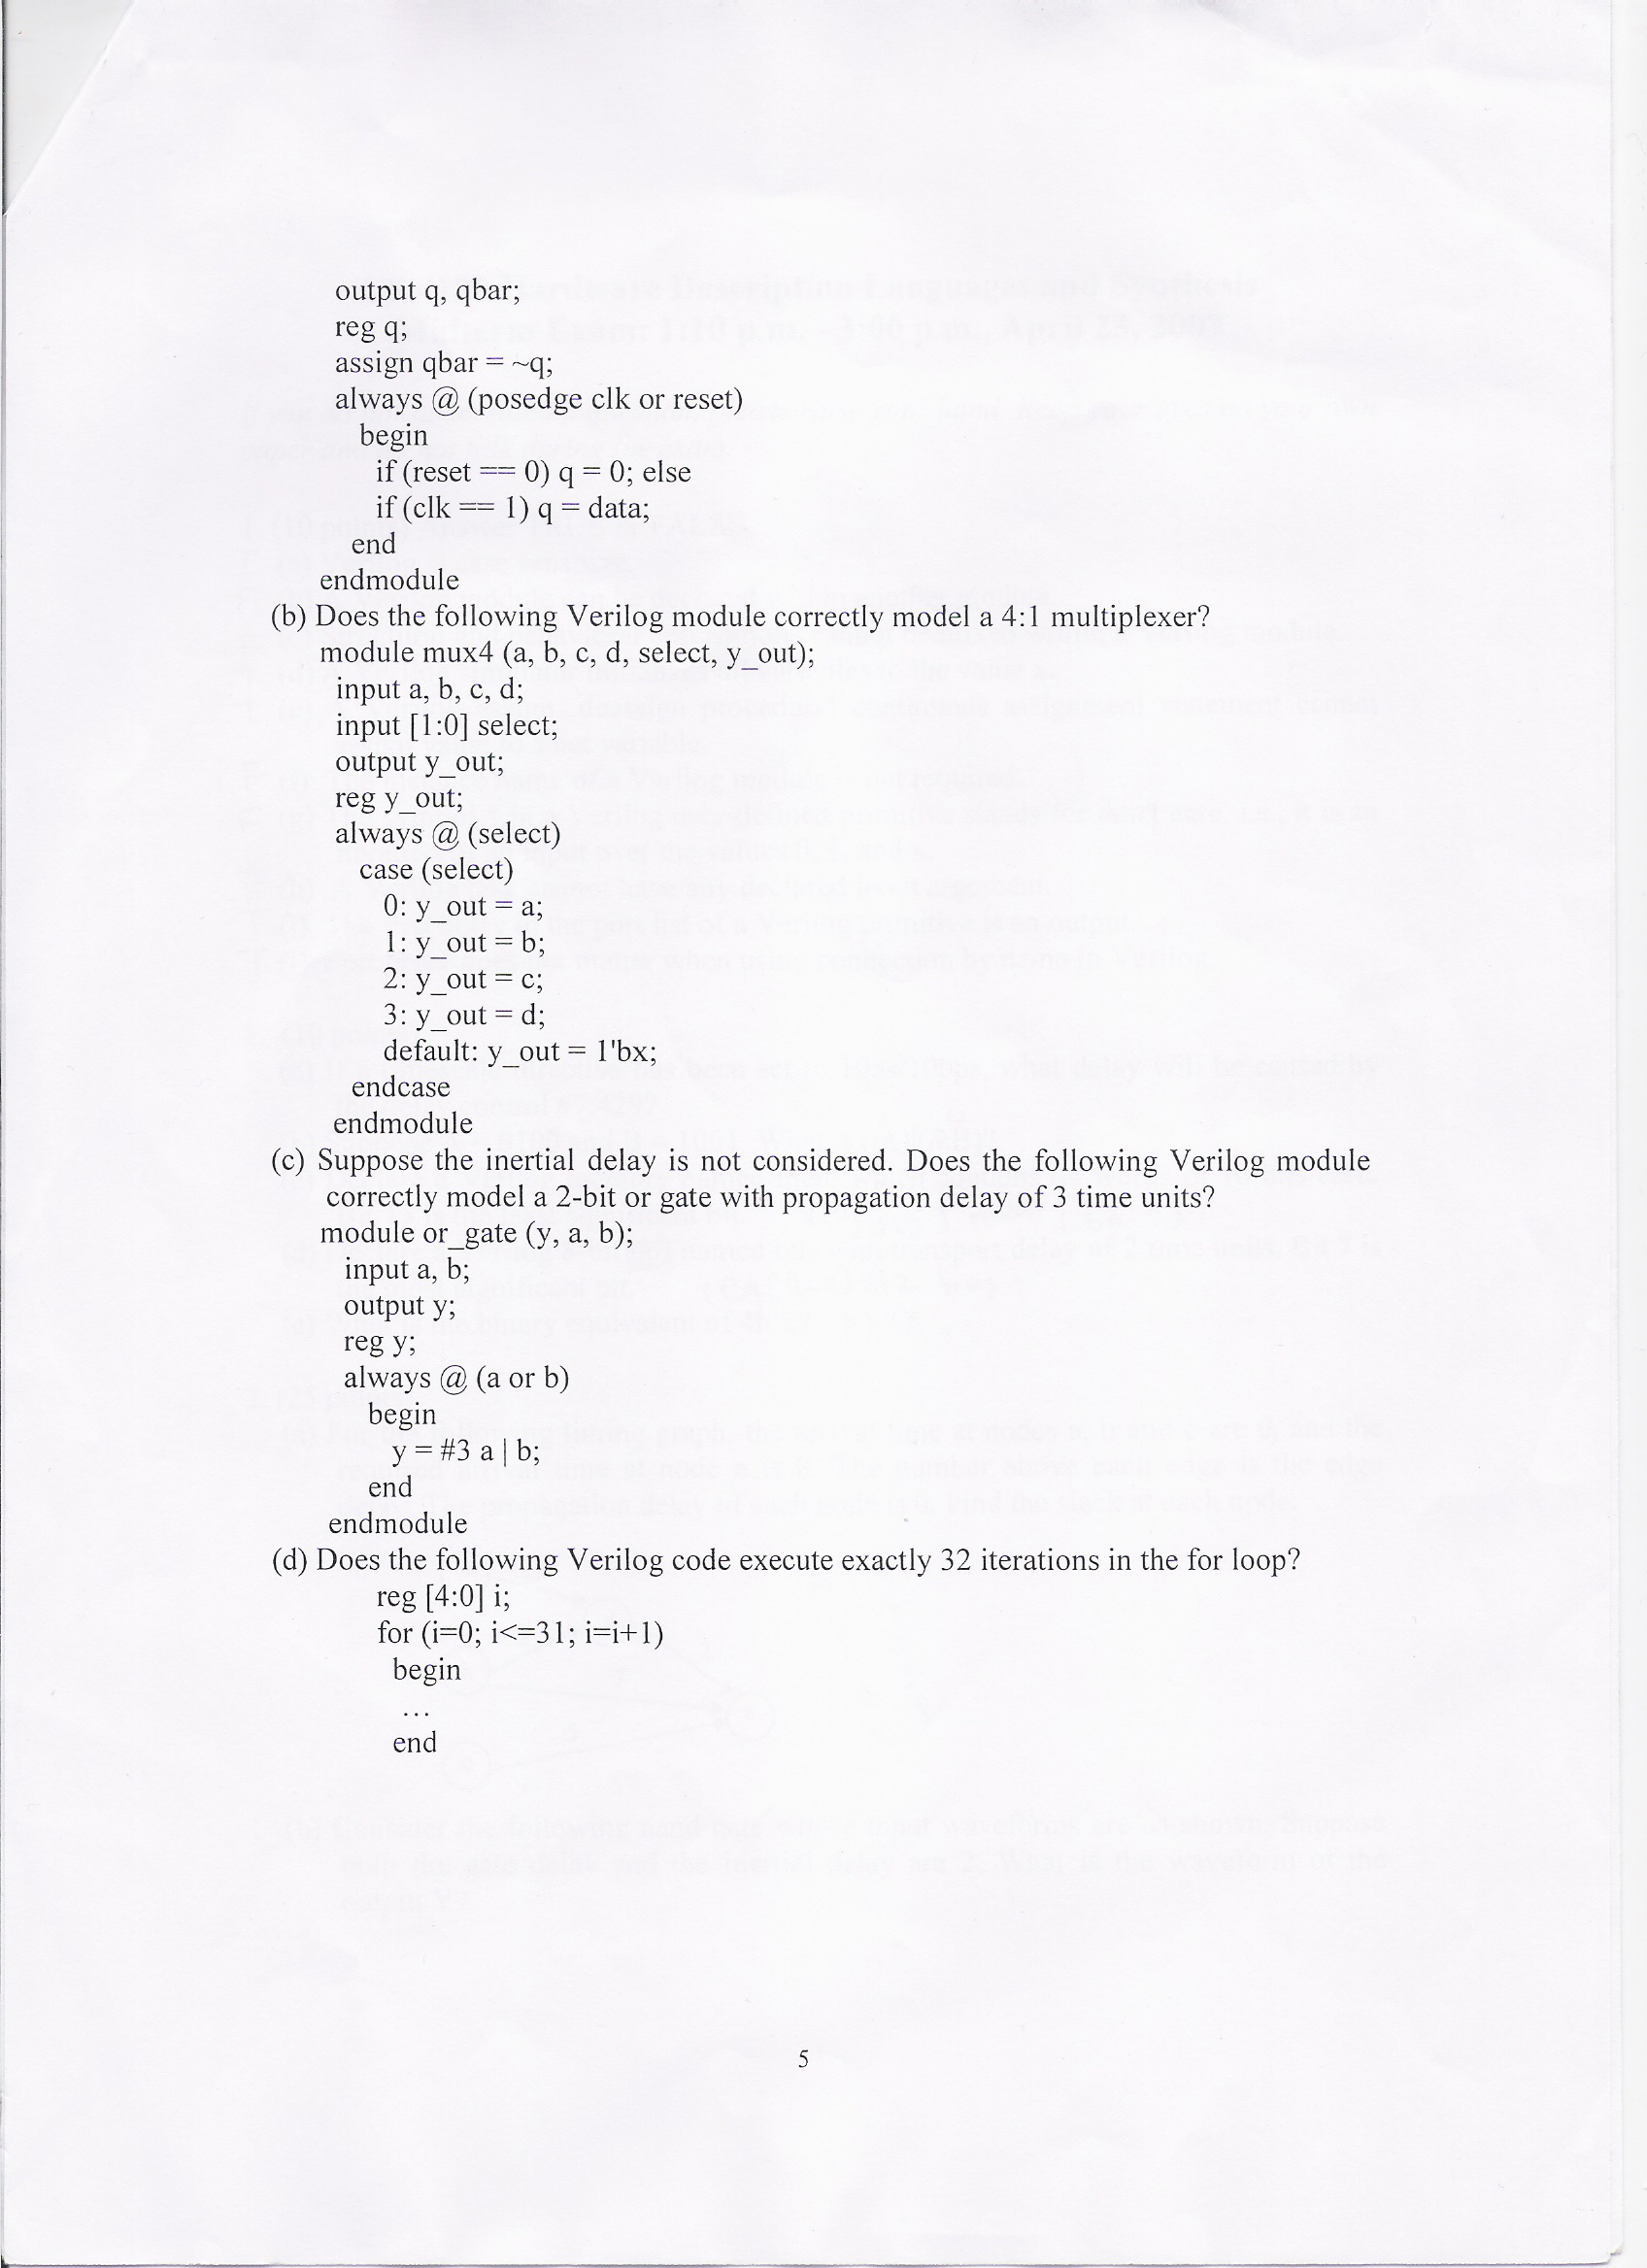 output q, qbar;
reg q;
assign qbar = ~q;
always @ (posedge clk or reset)
begin
if (reset == 0) q = 0; else
if (clk == 1) q = data;
end
endmodule
(b) Does the following Verilog module correctly model a 4:1 multiplexer?
module mux4 (a, b, c, d, select, y_out);
input a, b, c, d;
input [1:0] select;
output y_out;
reg y_out;
always @ (select)
case (select)
0: y_out = a;
1: y_out = b;
2: y_out = c;
3: y_out = d;
default: y_out = 1'bx;
endcase
endmodule
(c) Suppose the inertial delay is not considered. Does the following Verilog module
correctly model a 2-bit or gate with propagation delay of 3 time units?
module or_gate (y, a, b);
input a, b;
output y;
reg y;
always @ (a or b)
begin
y = #3 a | b;
end
endmodule
(d) Does the following Verilog code execute exactly 32 iterations in the for loop?
reg [4:0] i;
for (i=0; i<=31; i=i+1)
begin
...
end
5